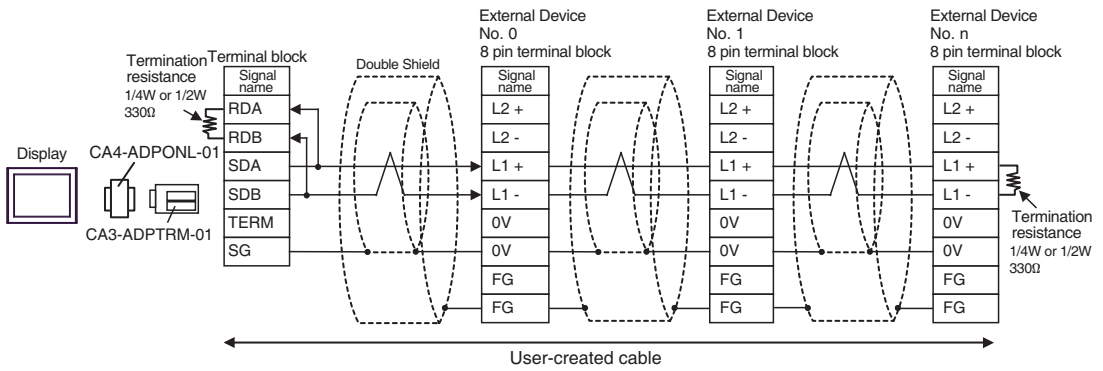 External Device
No. 0
8 pin terminal block
External Device
No. 1
8 pin terminal block
External Device
No. n
8 pin terminal block
Termination
resistance
1/4W or 1/2W
330Ω
Terminal block
Double Shield
Signal
name
RDA
RDB
SDA
SDB
TERM
SG
Signal
name
L2 +
L2 -
L1 +
L1 -
0V
0V
FG
FG
Signal
name
L2 +
L2 -
L1 +
L1 -
0V
0V
FG
FG
Signal
name
L2 +
L2 -
L1 +
L1 -
0V
0V
FG
FG
Display
CA4-ADPONL-01
CA3-ADPTRM-01
Termination
resistance
1/4W or 1/2W
330Ω
User-created cable